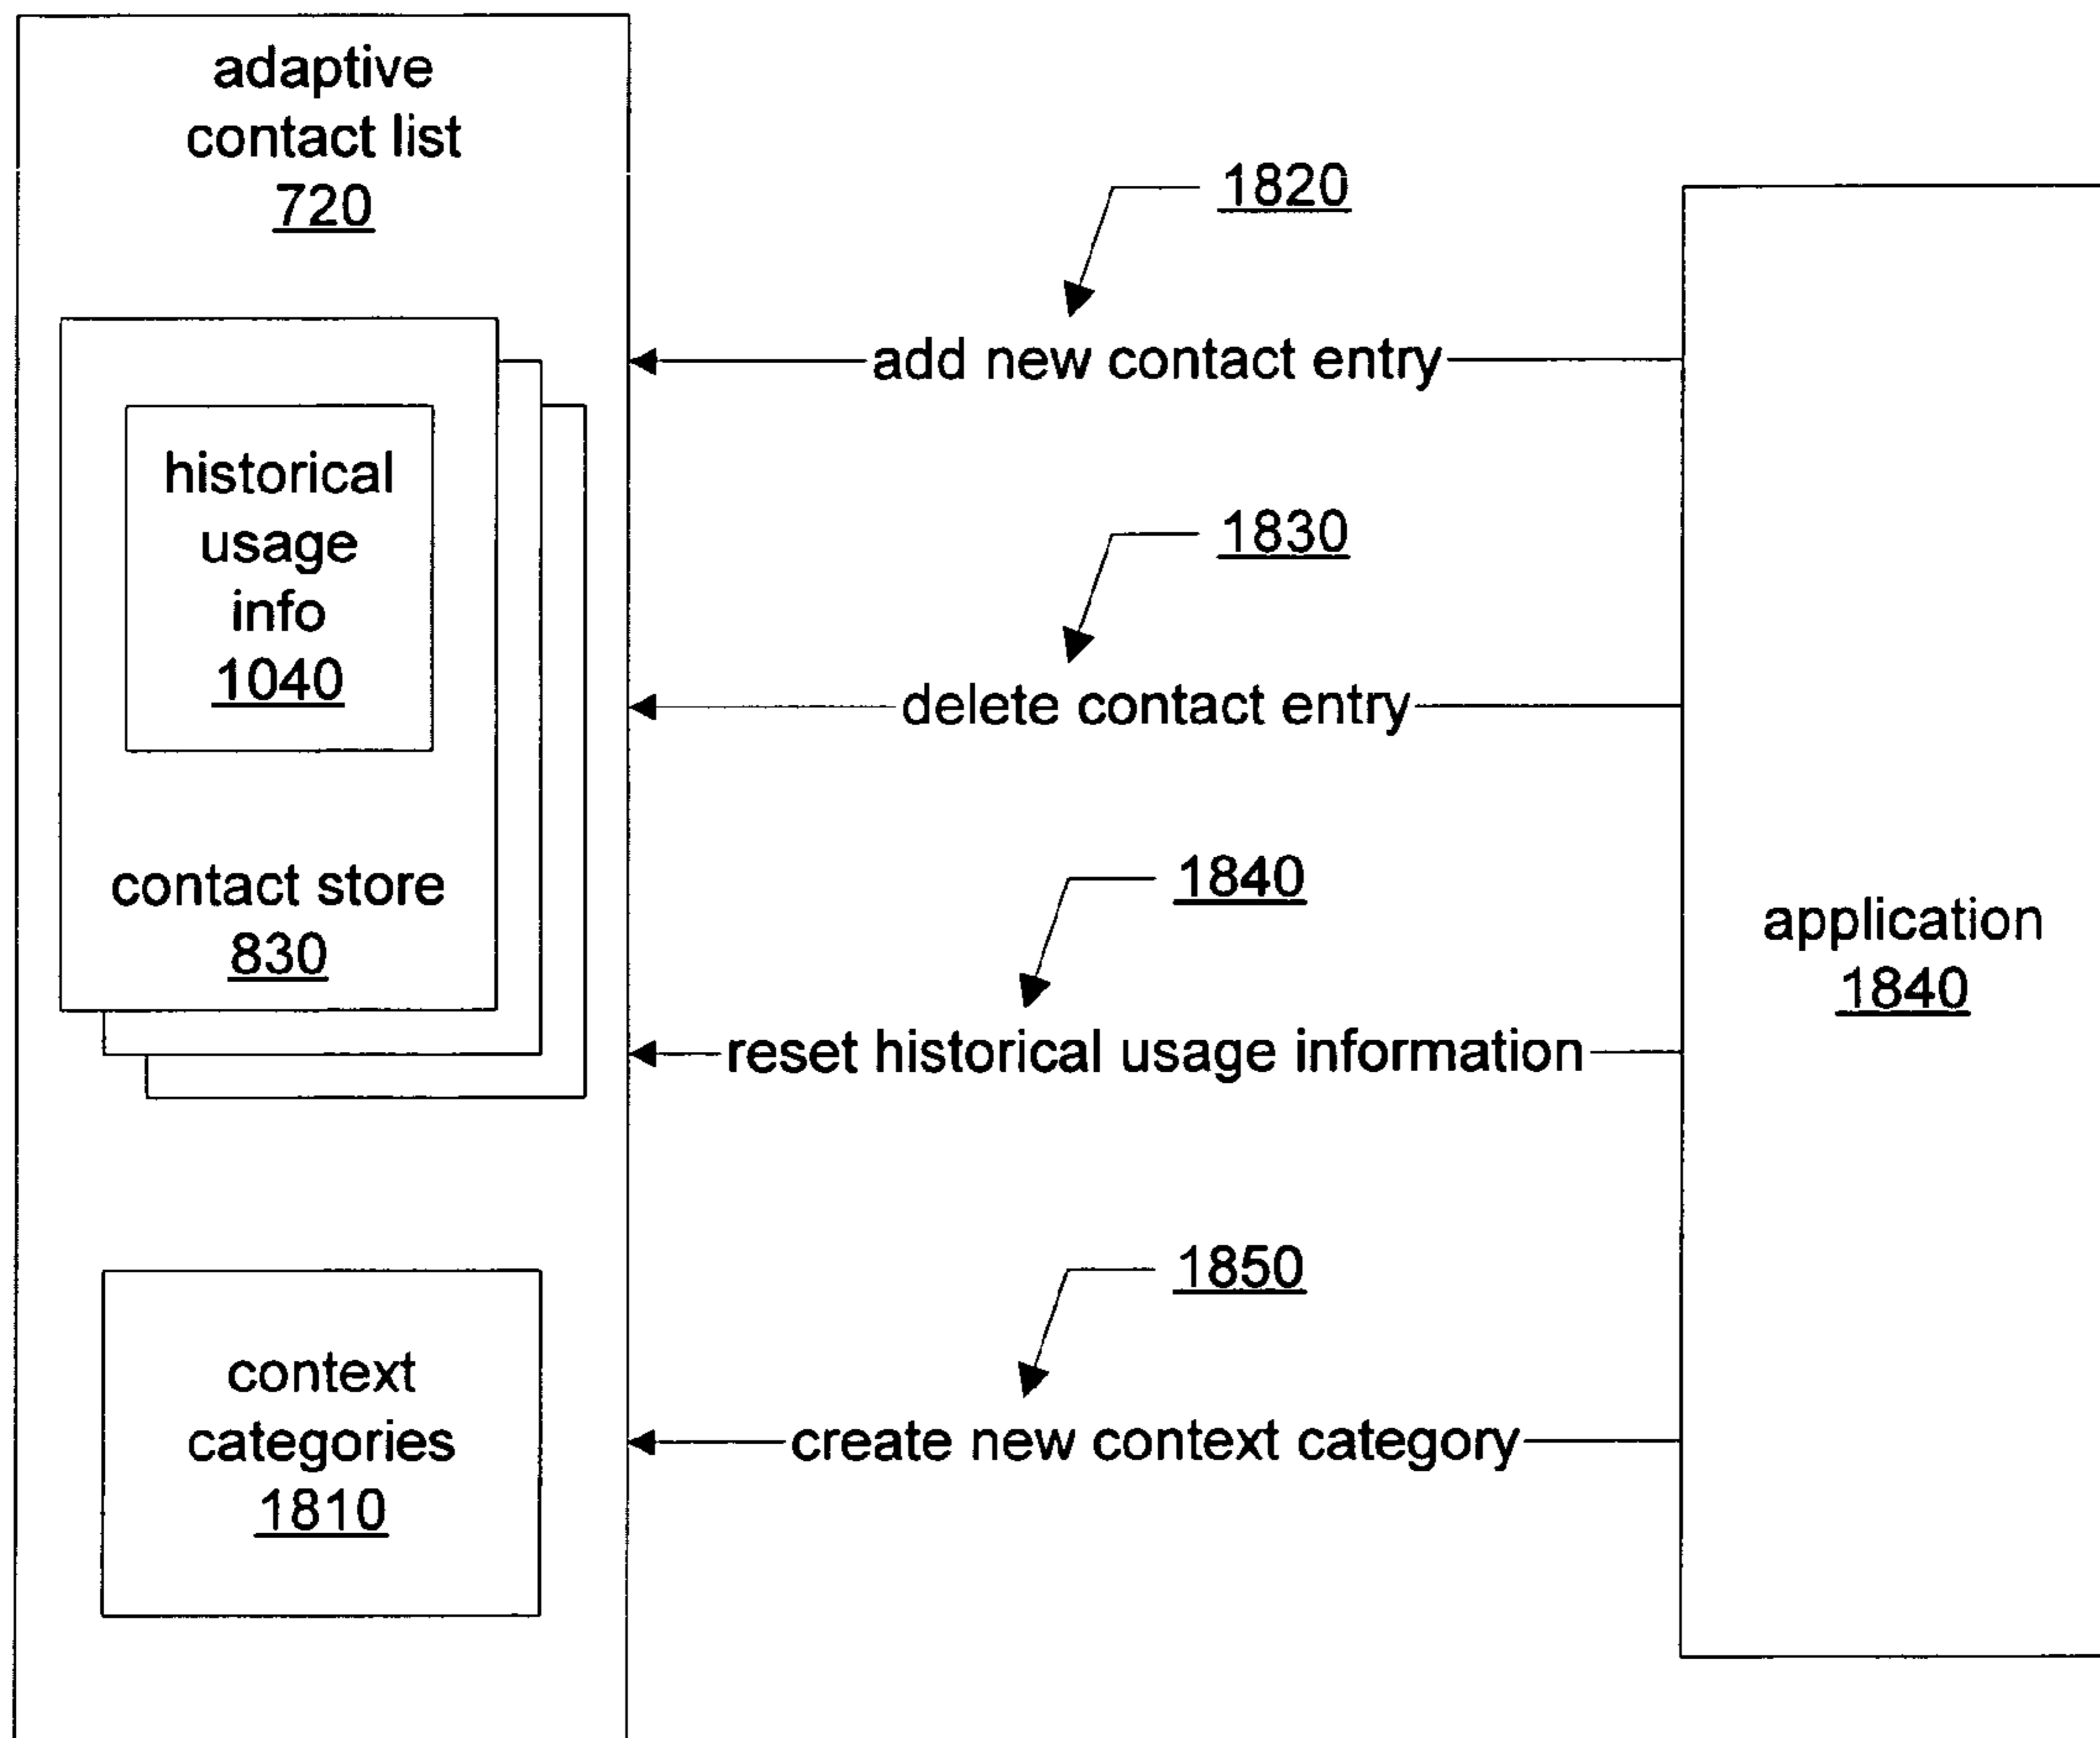 adaptive
contact list
720
historical
usage
info
1040
contact store
830
context
categories
1810
1820
add new contact entry
1830
delete contact entry
1840
reset historical usage information
1850
create new context category
application
1840